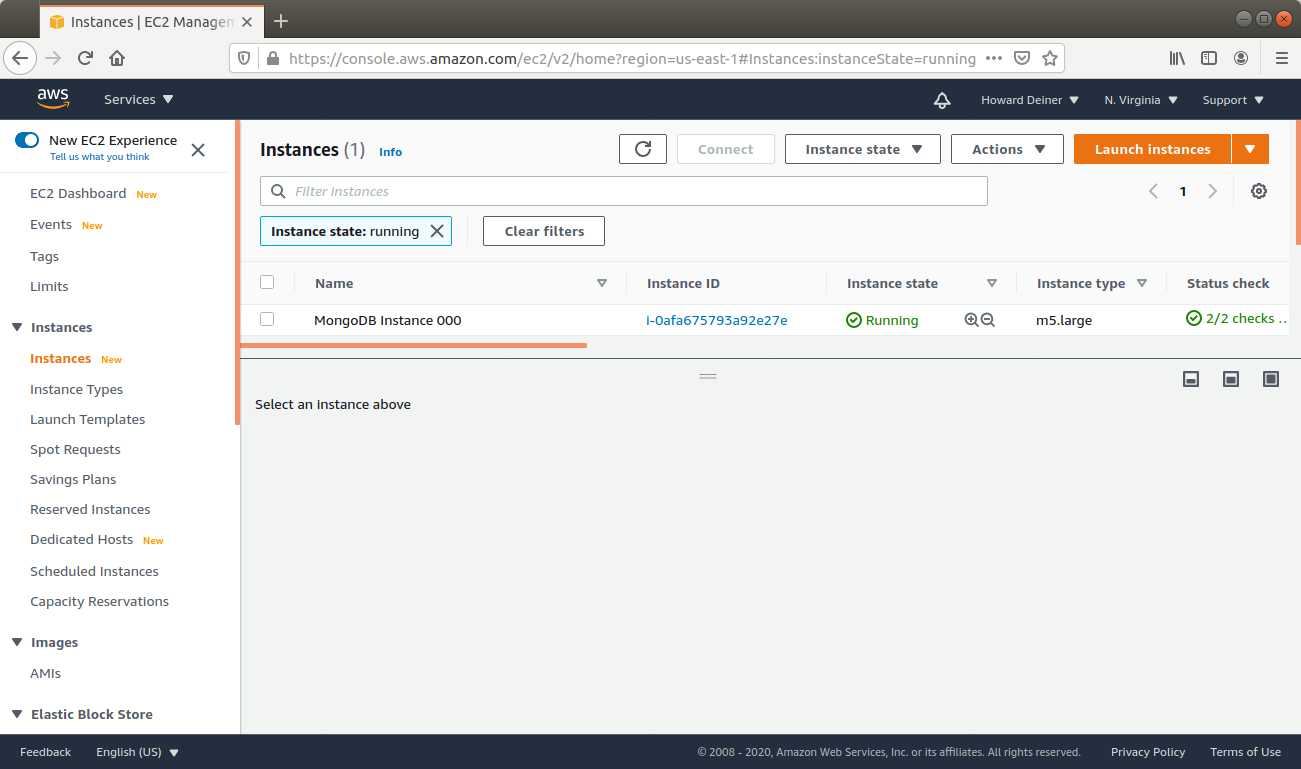 Instances | EC2 Managem
https://console.aws.amazon.com/ec2/v2/home?region=us-east-1#Instances:instanceState=running
aws
Services
Howard Deiner
N. Virginia
Support
New EC2 Experience
Tell us what you think
EC2 Dashboard New
Events New
Tags
Limits
Instances
Instances New
Instance Types
Launch Templates
Spot Requests
Savings Plans
Reserved Instances
Dedicated Hosts New
Scheduled Instances
Capacity Reservations
Images
AMIs
Elastic Block Store
Instances (1) Info
Connect
Instance state
Actions
Launch instances
Filter instances
1
Instance state: running
Clear filters
Name Instance ID Instance state Instance type Status check
MongoDB Instance 000 i-0afa675793a92e27e Running m5.large 2/2 checks ...
Select an instance above
Feedback English (US) © 2008 - 2020, Amazon Web Services, Inc. or its affiliates. All rights reserved. Privacy Policy Terms of Use